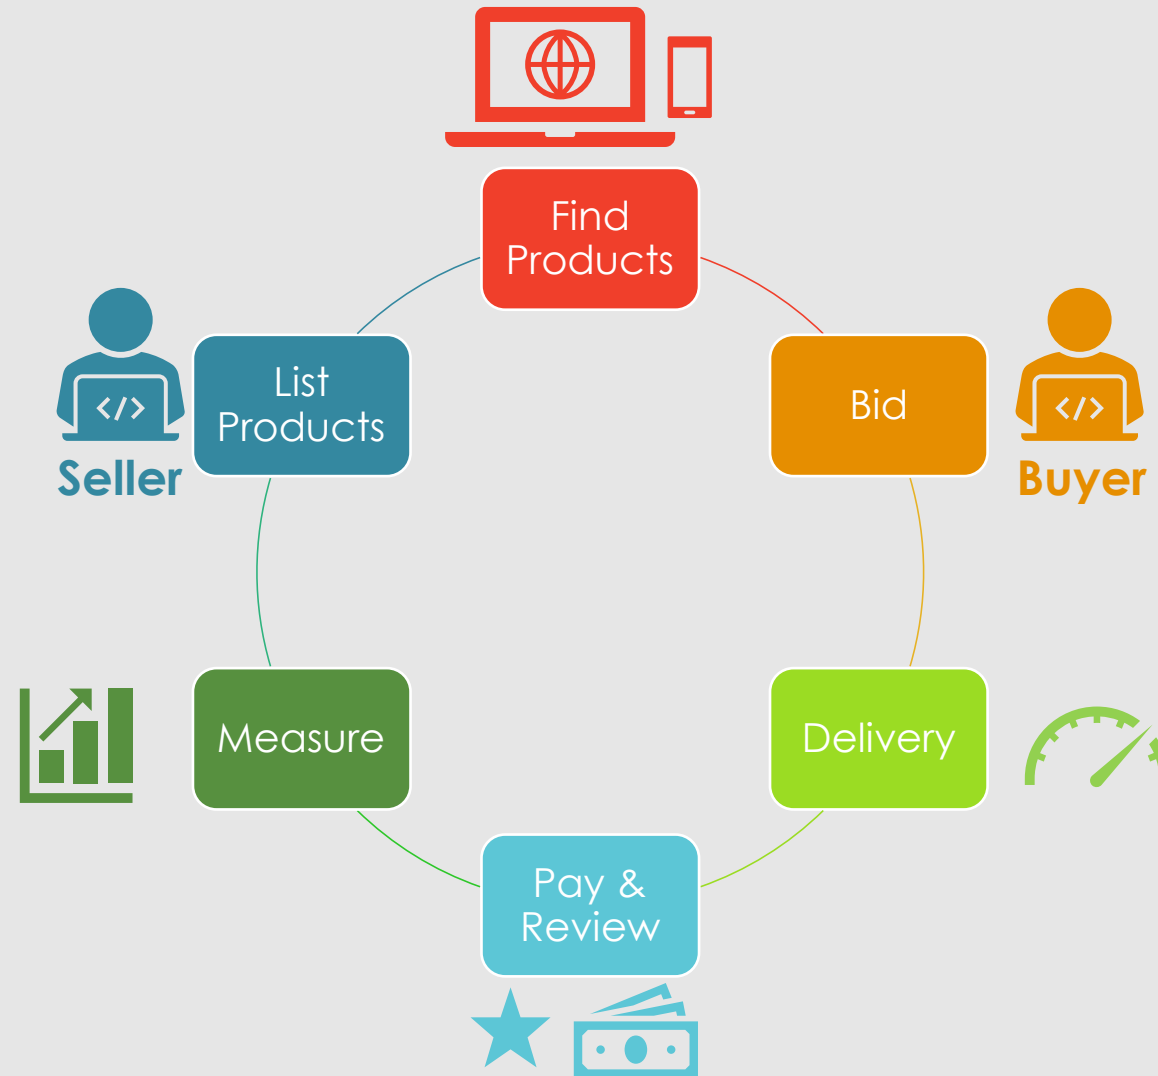 Find
Products
List
Products
Seller
Bid
Buyer
Measure
Delivery
Pay &
Review
</>
</>